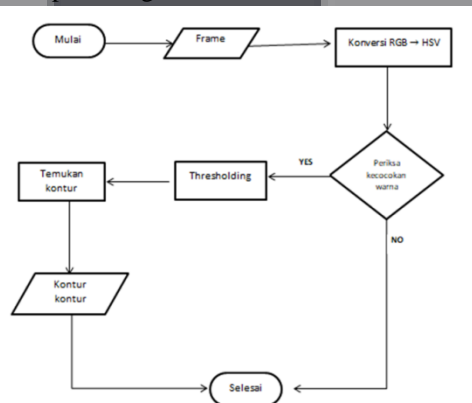 Mulai
Frame
Konversi RGB → HSV
Periksa
kecocokan
warna
YES
Thresholding
Temukan
kontur
NO
Kontur
kontur
Selesai